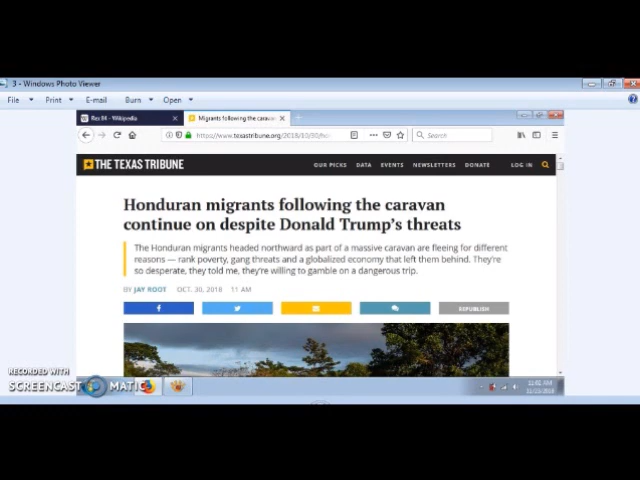 3 - Windows Photo Viewer
File Print E-mail Burn Open
Rex 84 - Wikipedia
Migrants following the caravan
https://www.texastribune.org/2018/10/30/
Search
THE TEXAS TRIBUNE
OUR PICKS DATA EVENTS NEWSLETTERS DONATE LOG IN
Honduran migrants following the caravan
continue on despite Donald Trump's threats
The Honduran migrants headed northward as part of a massive caravan are fleeing for different
reasons — rank poverty, gang threats and a globalized economy that left them behind. They're
so desperate, they told me, they're willing to gamble on a dangerous trip.
BY JAY ROOT OCT. 30, 2018 11 AM
REPUBLISH
RECORDED WITH
SCREENCAST MATIC